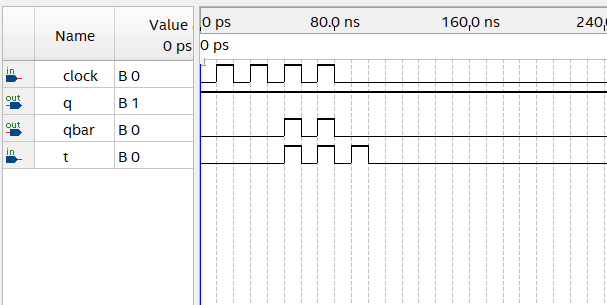 Name Value 0 ps 80.0 ns 160,0 ns 240,
0 ps 0 ps
in clock B 0
out q B 1
out qbar B 0
in t B 0